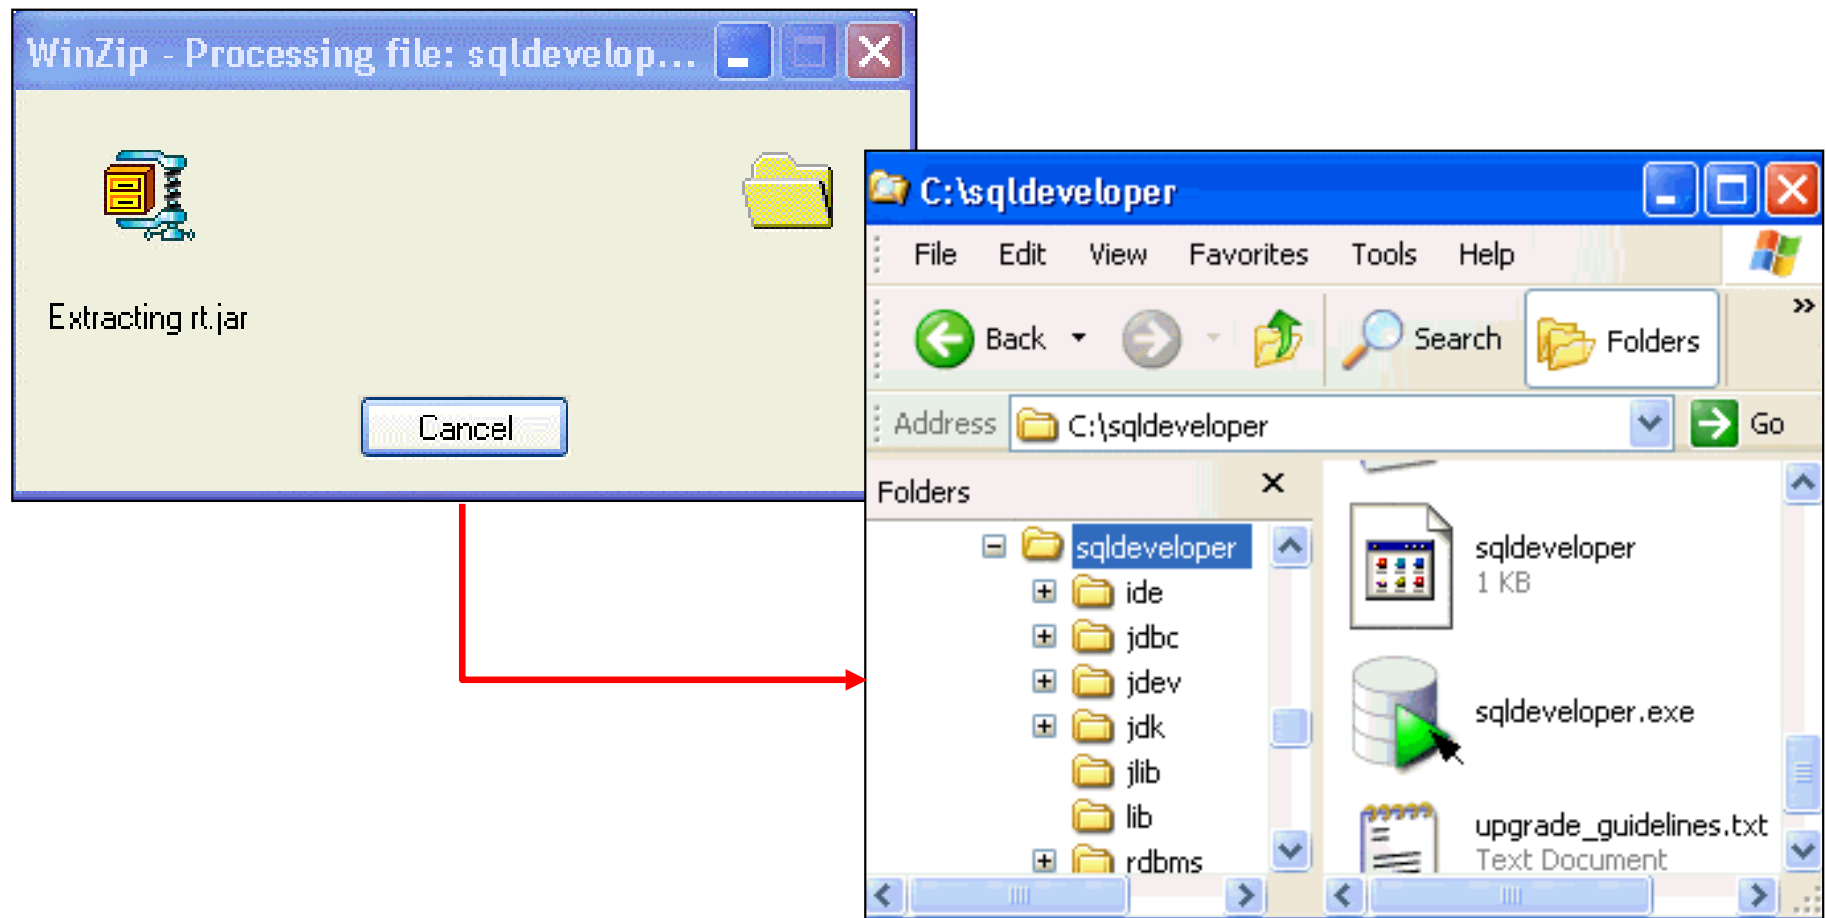 WinZip - Processing file: sqldevelop...
Extracting rt.jar
Cancel
C:\sqldeveloper
File Edit View Favorites Tools Help
Back Search Folders »
Address C:\sqldeveloper Go
Folders
sqldeveloper
ide
jdbc
jdev
jdk
jlib
lib
rdbms
sqldeveloper
1 KB
sqldeveloper.exe
upgrade_guidelines.txt
Text Document